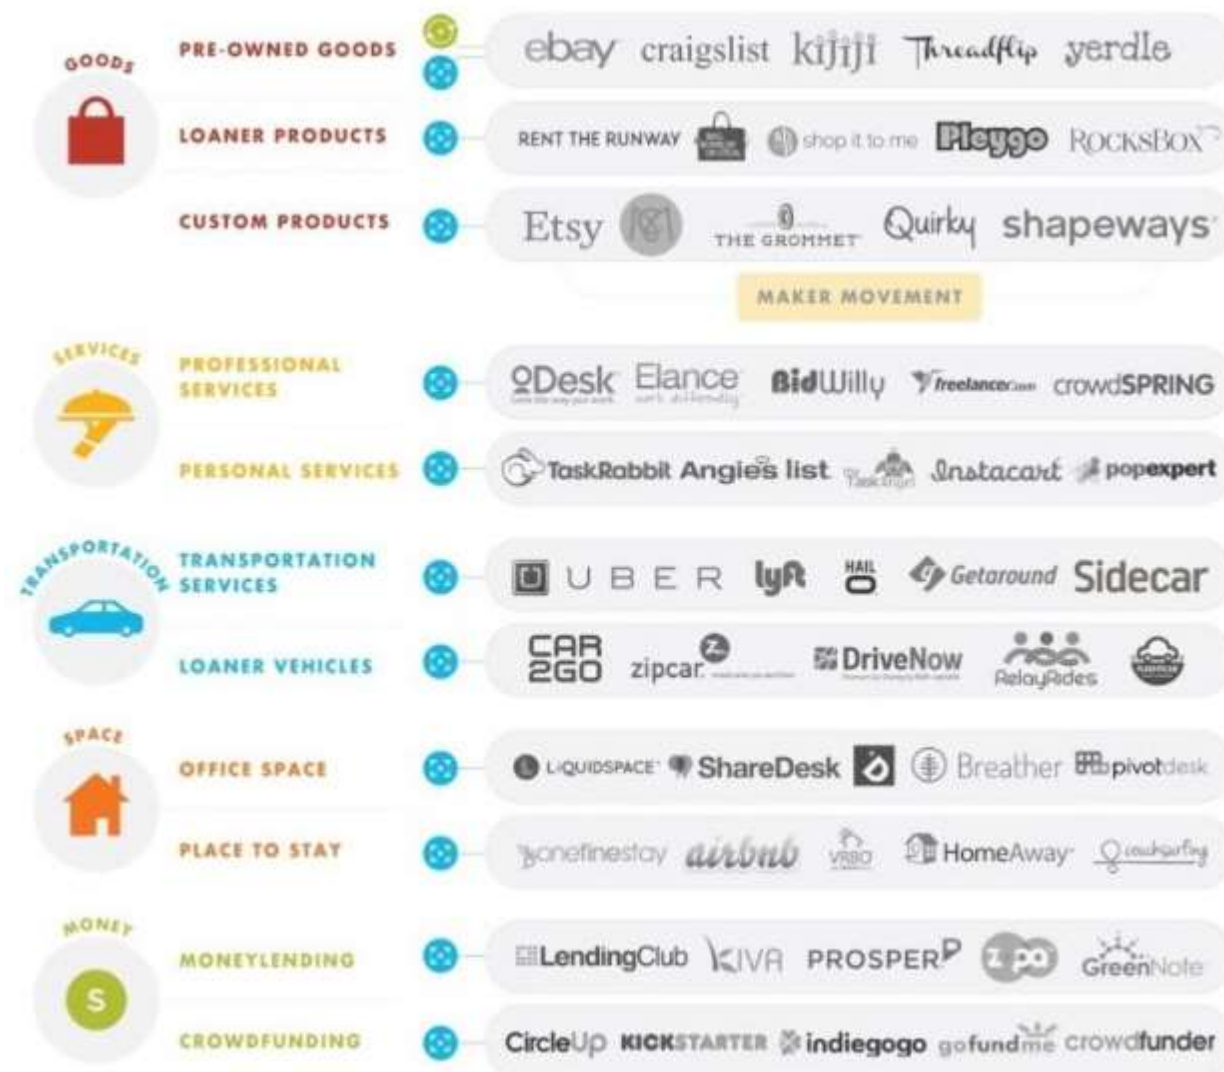 GOODS
PRE-OWNED GOODS
ebay craigslist kijiji Threadflip yerdle
LOANER PRODUCTS
RENT THE RUNWAY shop it to me Pleygo ROCKSBOX
CUSTOM PRODUCTS
Etsy THE GROMMET Quirky shapeways
MAKER MOVEMENT
SERVICES
PROFESSIONAL
SERVICES
oDesk Elance BidWilly freelancer.com crowdSPRING
work differently
PERSONAL SERVICES
TaskRabbit Angie's list Instacart popexpert
TRANSPORTATION
TRANSPORTATION
SERVICES
U UBER lyft HAILO Getaround Sidecar
LOANER VEHICLES
CAR2GO zipcar DriveNow RelayRides
SPACE
OFFICE SPACE
L LIQUIDSPACE ShareDesk Breather pivotdesk
PLACE TO STAY
onefinestay airbnb VRBO HomeAway couchsurfing
MONEY
S
MONEYLENDING
LendingClub KIVA PROSPER zopa GreenNote
CROWDFUNDING
CircleUp KICKSTARTER indiegogo gofundme crowdfunder